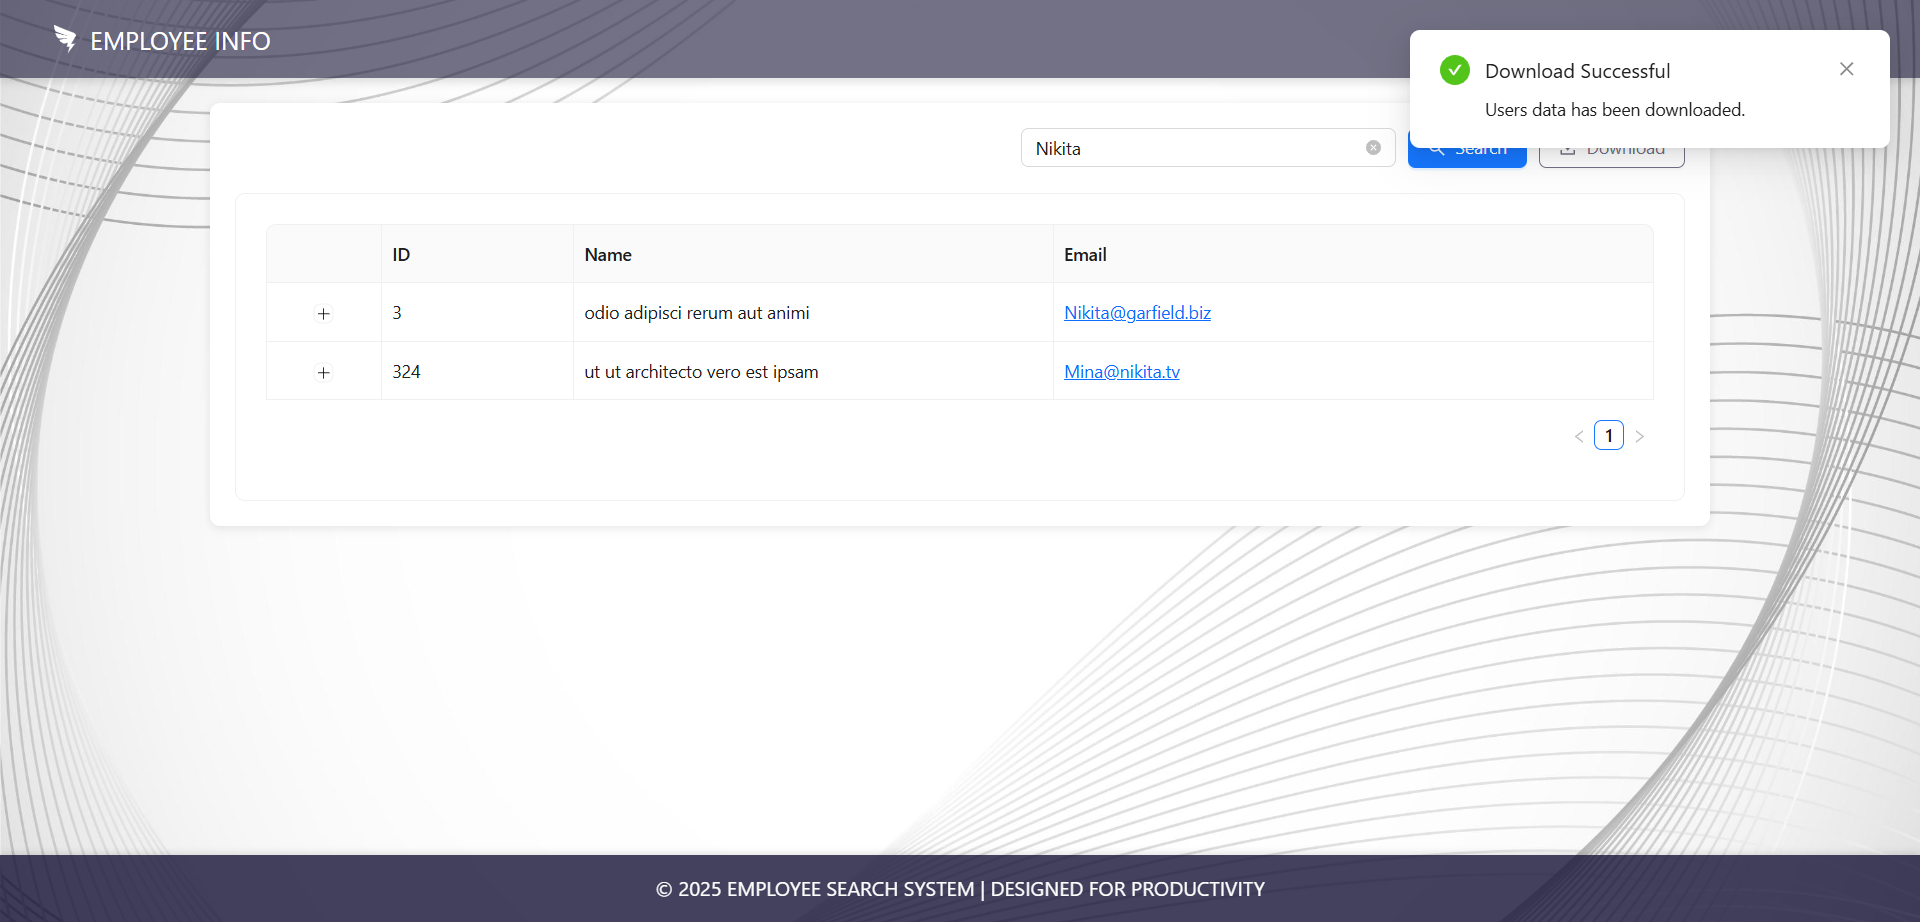 EMPLOYEE INFO
Download Successful
Users data has been downloaded.
Nikita
Search
Download
ID Name Email
3 odio adipisci rerum aut animi Nikita@garfield.biz
324 ut ut architecto vero est ipsam Mina@nikita.tv
< 1 >
© 2025 EMPLOYEE SEARCH SYSTEM | DESIGNED FOR PRODUCTIVITY